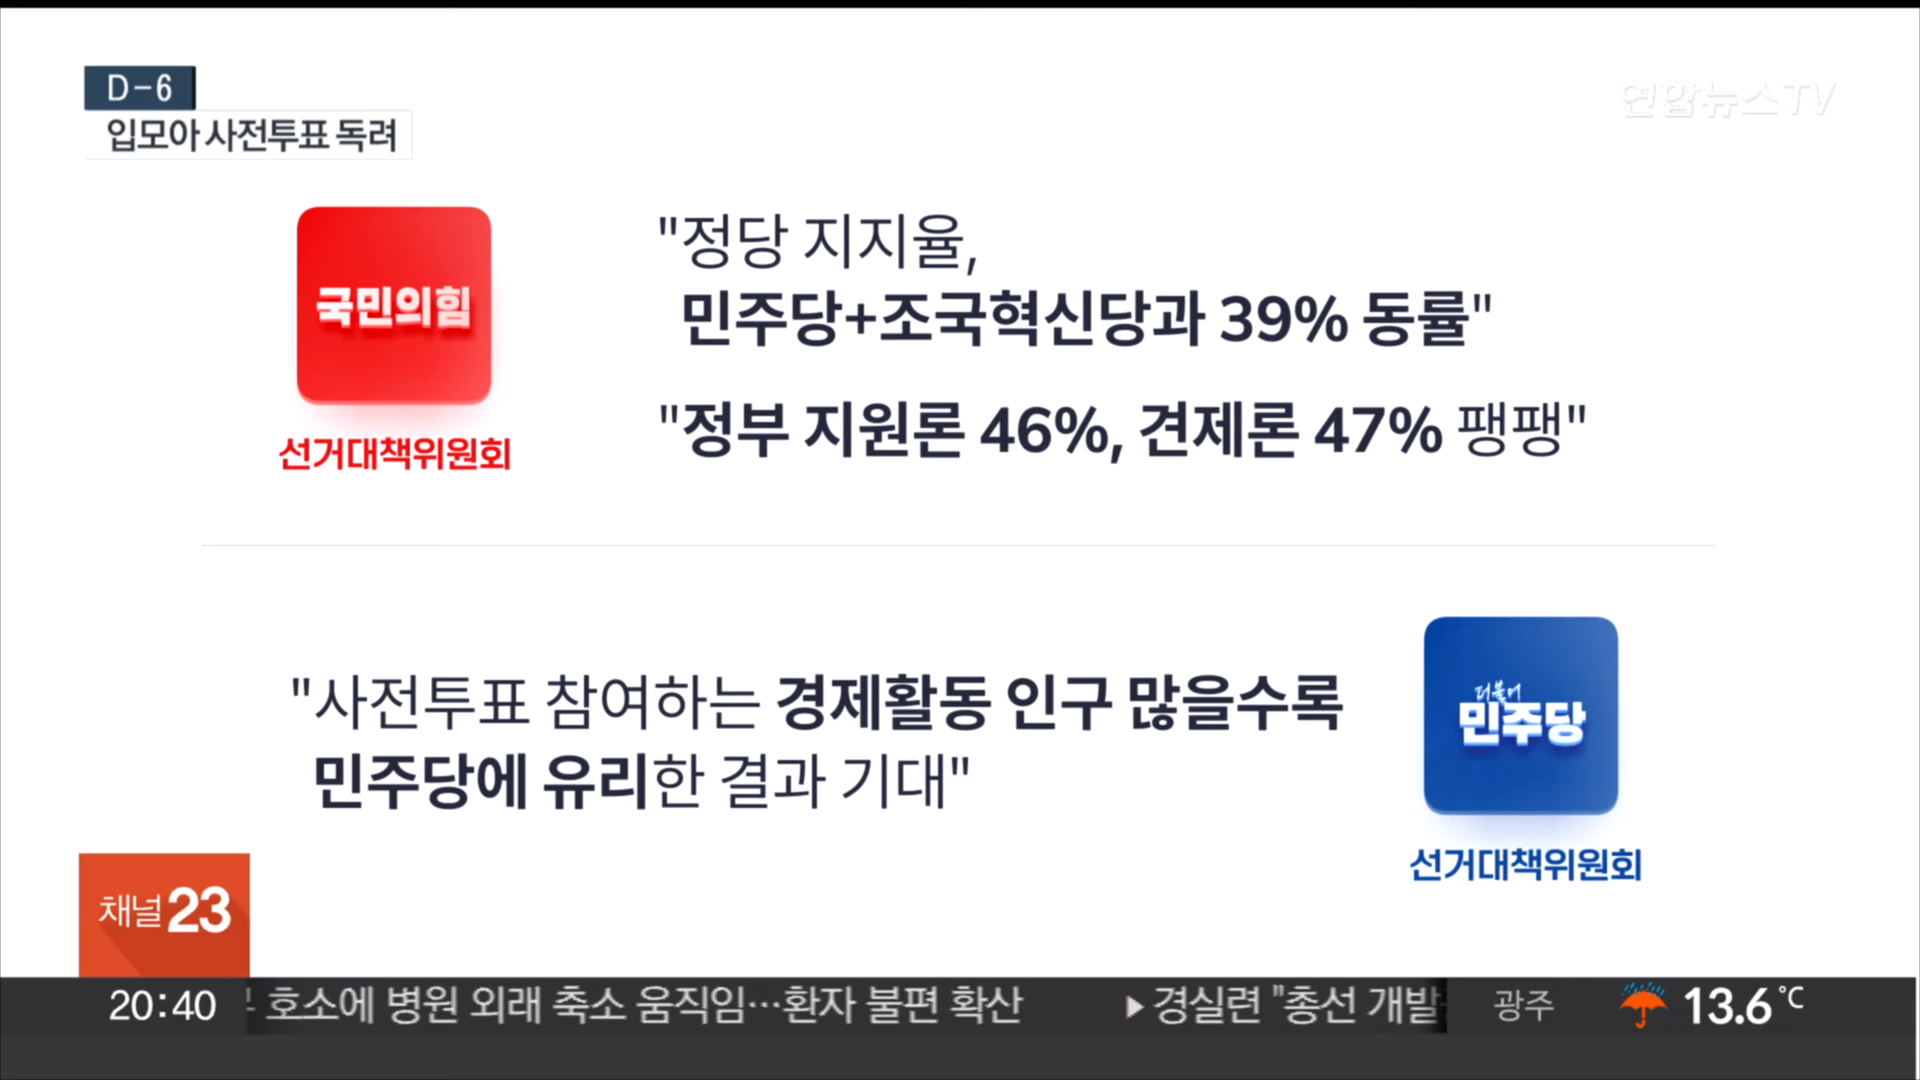 D-6
입모아 사전투표 독려
연합뉴스TV
국민의힘
선거대책위원회
"정당 지지율,
민주당+조국혁신당과 39% 동률"
"정부 지원론 46%, 견제론 47% 팽팽"
"사전투표 참여하는 경제활동 인구 많을수록
민주당에 유리한 결과 기대"
더불어
민주당
선거대책위원회
채널23
20:40 호소에 병원 외래 축소 움직임…환자 불편 확산 ▶경실련 "총선 개발 광주 13.6℃